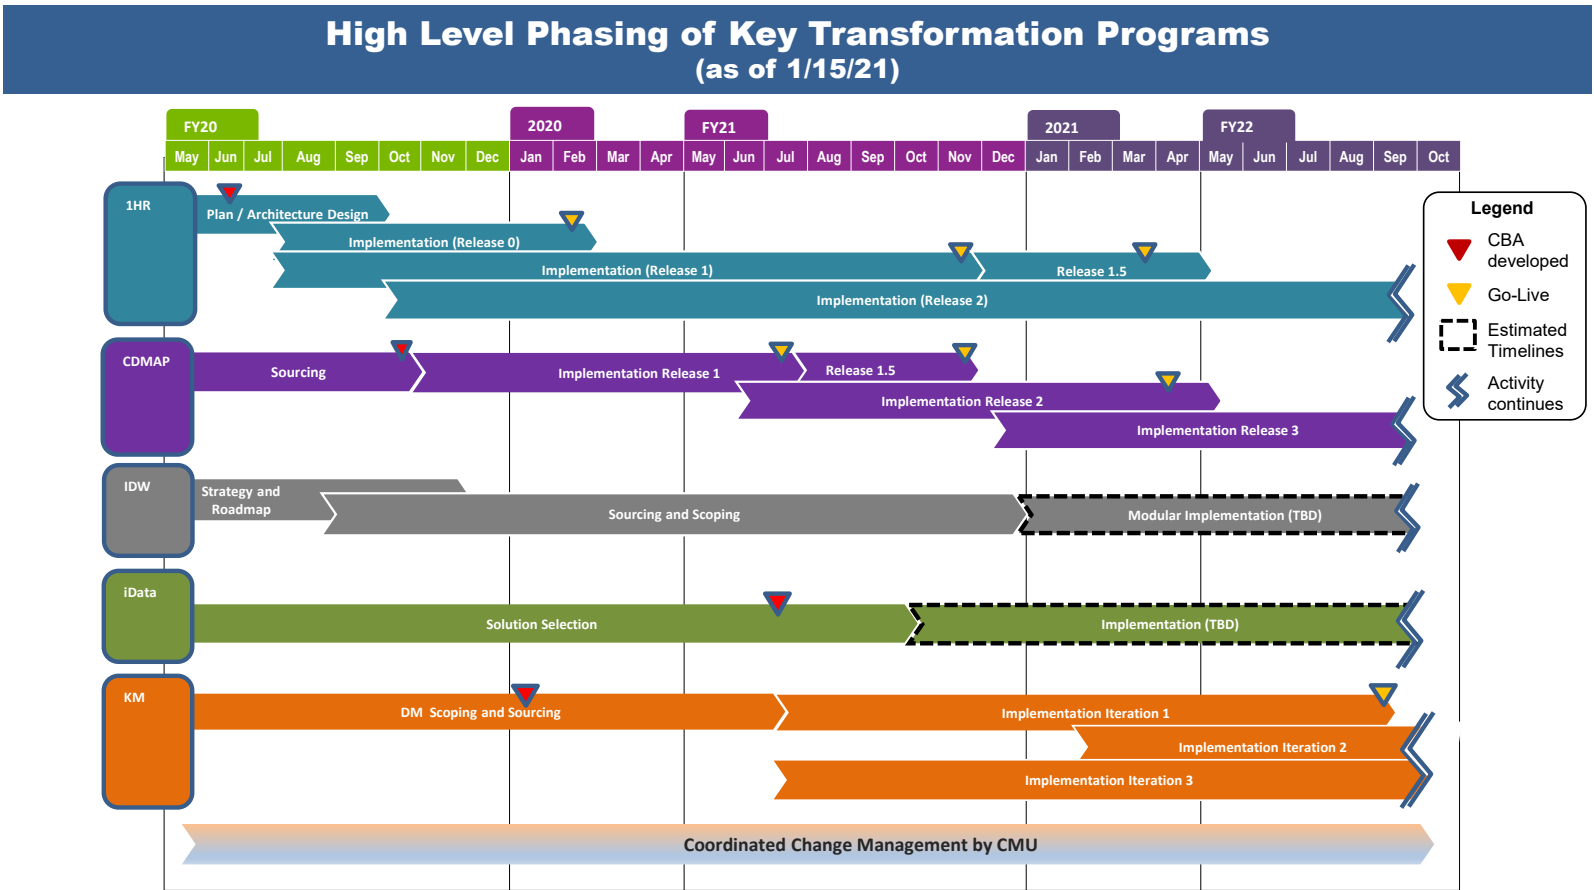 High Level Phasing of Key Transformation Programs
(as of 1/15/21)
FY20 2020 FY21 2021 FY22
May Jun Jul Aug Sep Oct Nov Dec Jan Feb Mar Apr May Jun Jul Aug Sep Oct Nov Dec Jan Feb Mar Apr May Jun Jul Aug Sep Oct
1HR
Plan / Architecture Design
Implementation (Release 0)
Implementation (Release 1)
Release 1.5
Implementation (Release 2)
CDMAP
Sourcing
Implementation Release 1
Release 1.5
Implementation Release 2
Implementation Release 3
IDW
Strategy and
Roadmap
Sourcing and Scoping
Modular Implementation (TBD)
iData
Solution Selection
Implementation (TBD)
KM
DM Scoping and Sourcing
Implementation Iteration 1
Implementation Iteration 2
Implementation Iteration 3
Coordinated Change Management by CMU
Legend
CBA
developed
Go-Live
Estimated
Timelines
Activity
continues